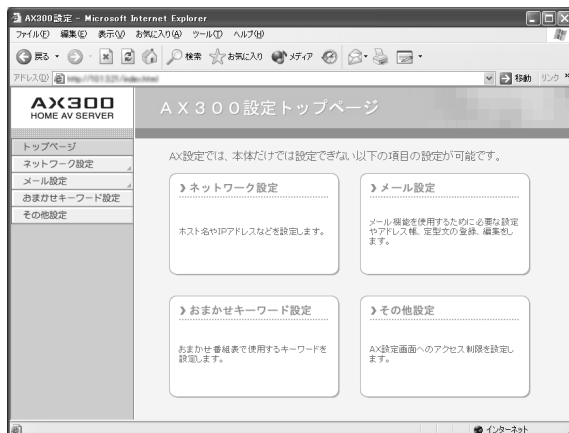 AX300設定 - Microsoft Internet Explorer
ファイル(F) 編集(E) 表示(V) お気に入り(A) ツール(T) ヘルプ(H)
戻る 検索 お気に入り メディア
アドレス(D) 移動 リンク
AX300
HOME AV SERVER
AX300設定トップページ
トップページ
ネットワーク設定
メール設定
おまかせキーワード設定
その他設定
AX設定では、本体だけでは設定できない以下の項目の設定が可能です。
ネットワーク設定
ホスト名やIPアドレスなどを設定します。
メール設定
メール機能を使用するために必要な設定
やアドレス帳、定型文の登録、編集をし
ます。
おまかせキーワード設定
おまかせ番組表で使用するキーワードを
設定します。
その他設定
AX設定画面へのアクセス制限を設定し
ます。
インターネット